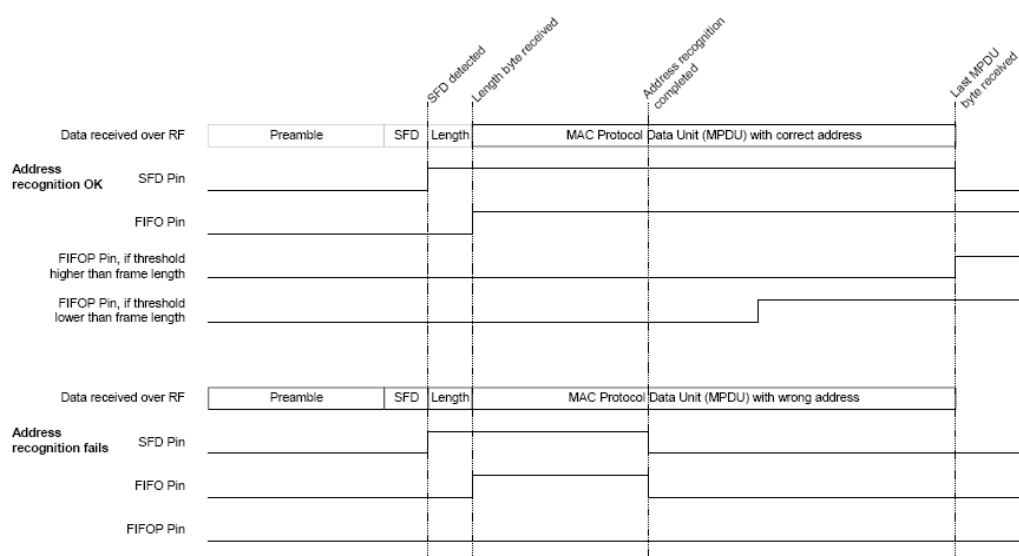 SFD detected
Length byte received
Address recognition
completed
Last MPDU
byte received
Data received over RF
Preamble
SFD
Length
MAC Protocol Data Unit (MPDU) with correct address
Address
recognition OK
SFD Pin
FIFO Pin
FIFOP Pin, if threshold
higher than frame length
FIFOP Pin, if threshold
lower than frame length
Data received over RF
Preamble
SFD
Length
MAC Protocol Data Unit (MPDU) with wrong address
Address
recognition fails
SFD Pin
FIFO Pin
FIFOP Pin